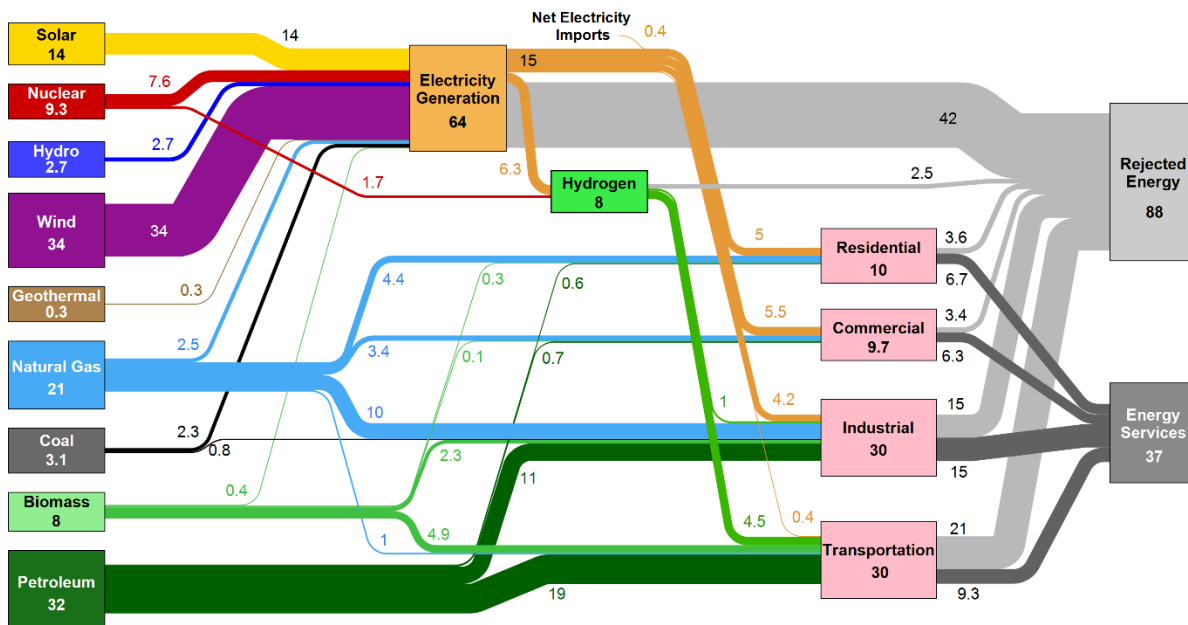 Solar
14
14
Nuclear
9.3
7.6
1.7
Hydro
2.7
2.7
Wind
34
34
Geothermal
0.3
0.3
Natural Gas
21
2.5
4.4
3.4
10
1
Coal
3.1
2.3
0.8
Biomass
8
0.4
0.3
0.1
2.3
4.9
Petroleum
32
0.6
0.7
11
19
Electricity
Generation
64
Net Electricity
Imports
0.4
15
6.3
42
Hydrogen
8
2.5
1
4.5
5
5.5
4.2
0.4
Residential
10
3.6
6.7
Commercial
9.7
3.4
6.3
Industrial
30
15
15
Transportation
30
21
9.3
Rejected
Energy
88
Energy
Services
37